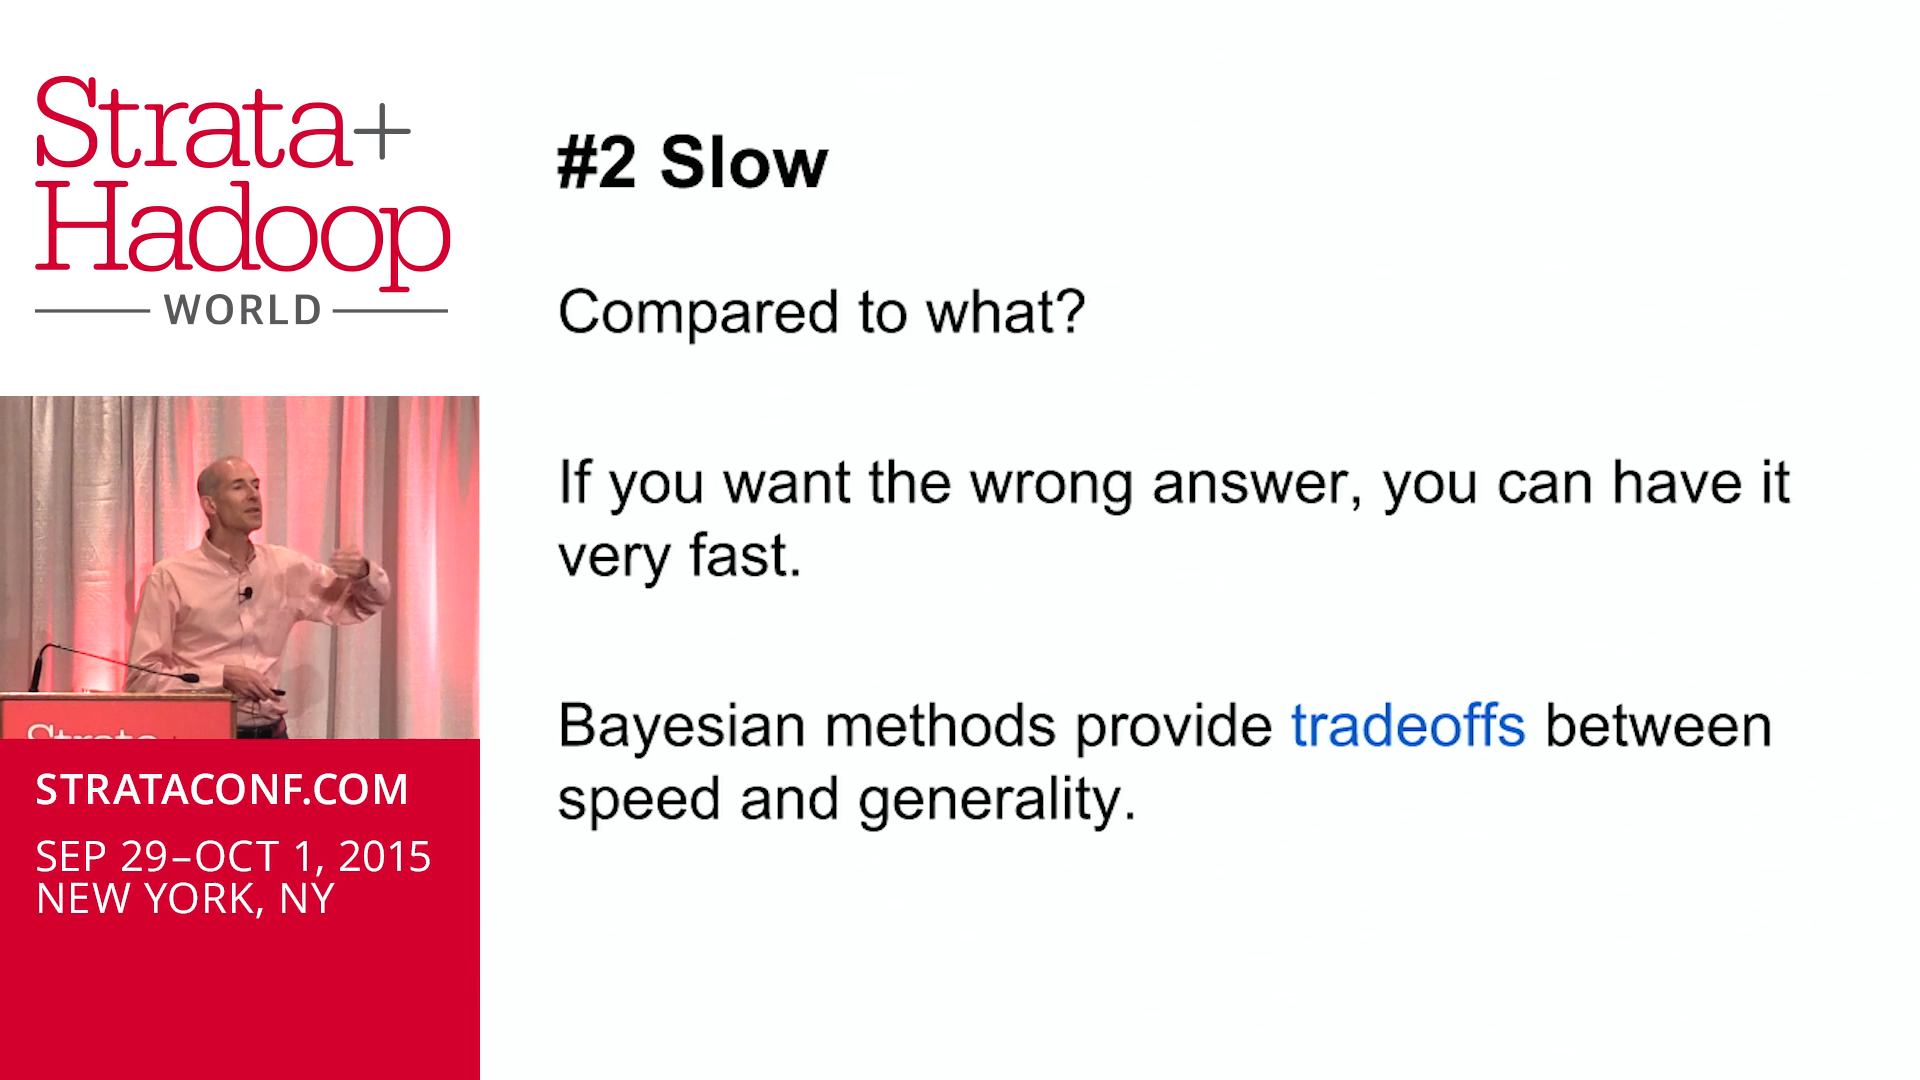 Strata+
Hadoop
WORLD
#2 Slow
Compared to what?
If you want the wrong answer, you can have it
very fast.
Bayesian methods provide tradeoffs between
speed and generality.
Strata+
STRATACONF.COM
SEP 29–OCT 1, 2015
NEW YORK, NY